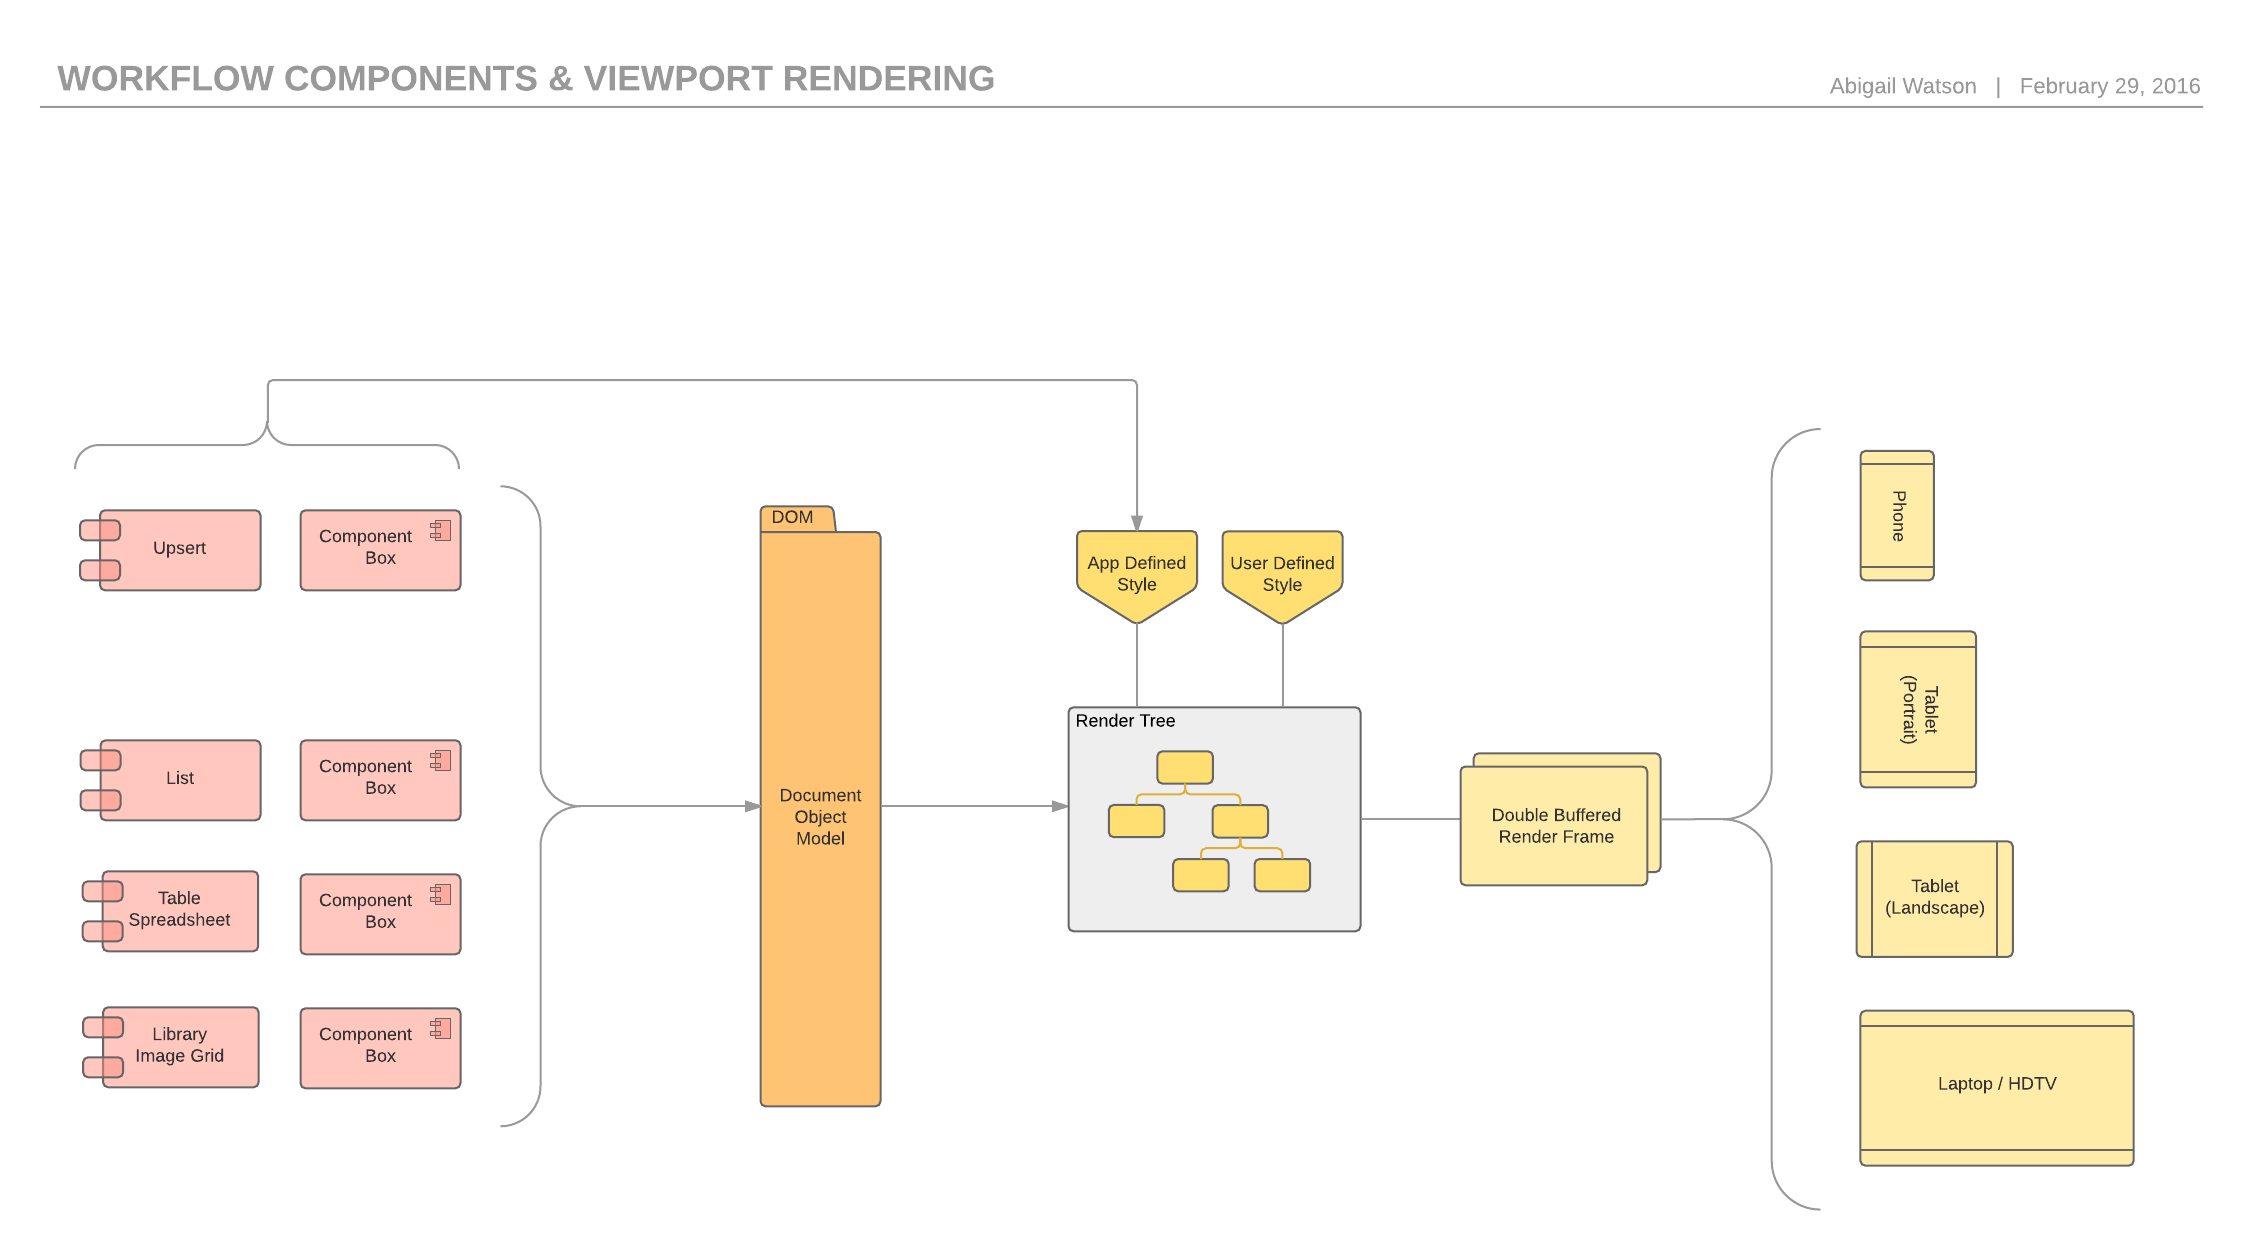 WORKFLOW COMPONENTS & VIEWPORT RENDERING
Abigail Watson | February 29, 2016
Upsert
Component
Box
List
Component
Box
Table
Spreadsheet
Component
Box
Library
Image Grid
Component
Box
DOM
Document
Object
Model
App Defined
Style
User Defined
Style
Render Tree
Double Buffered
Render Frame
Phone
Tablet
(Portrait)
Tablet
(Landscape)
Laptop / HDTV